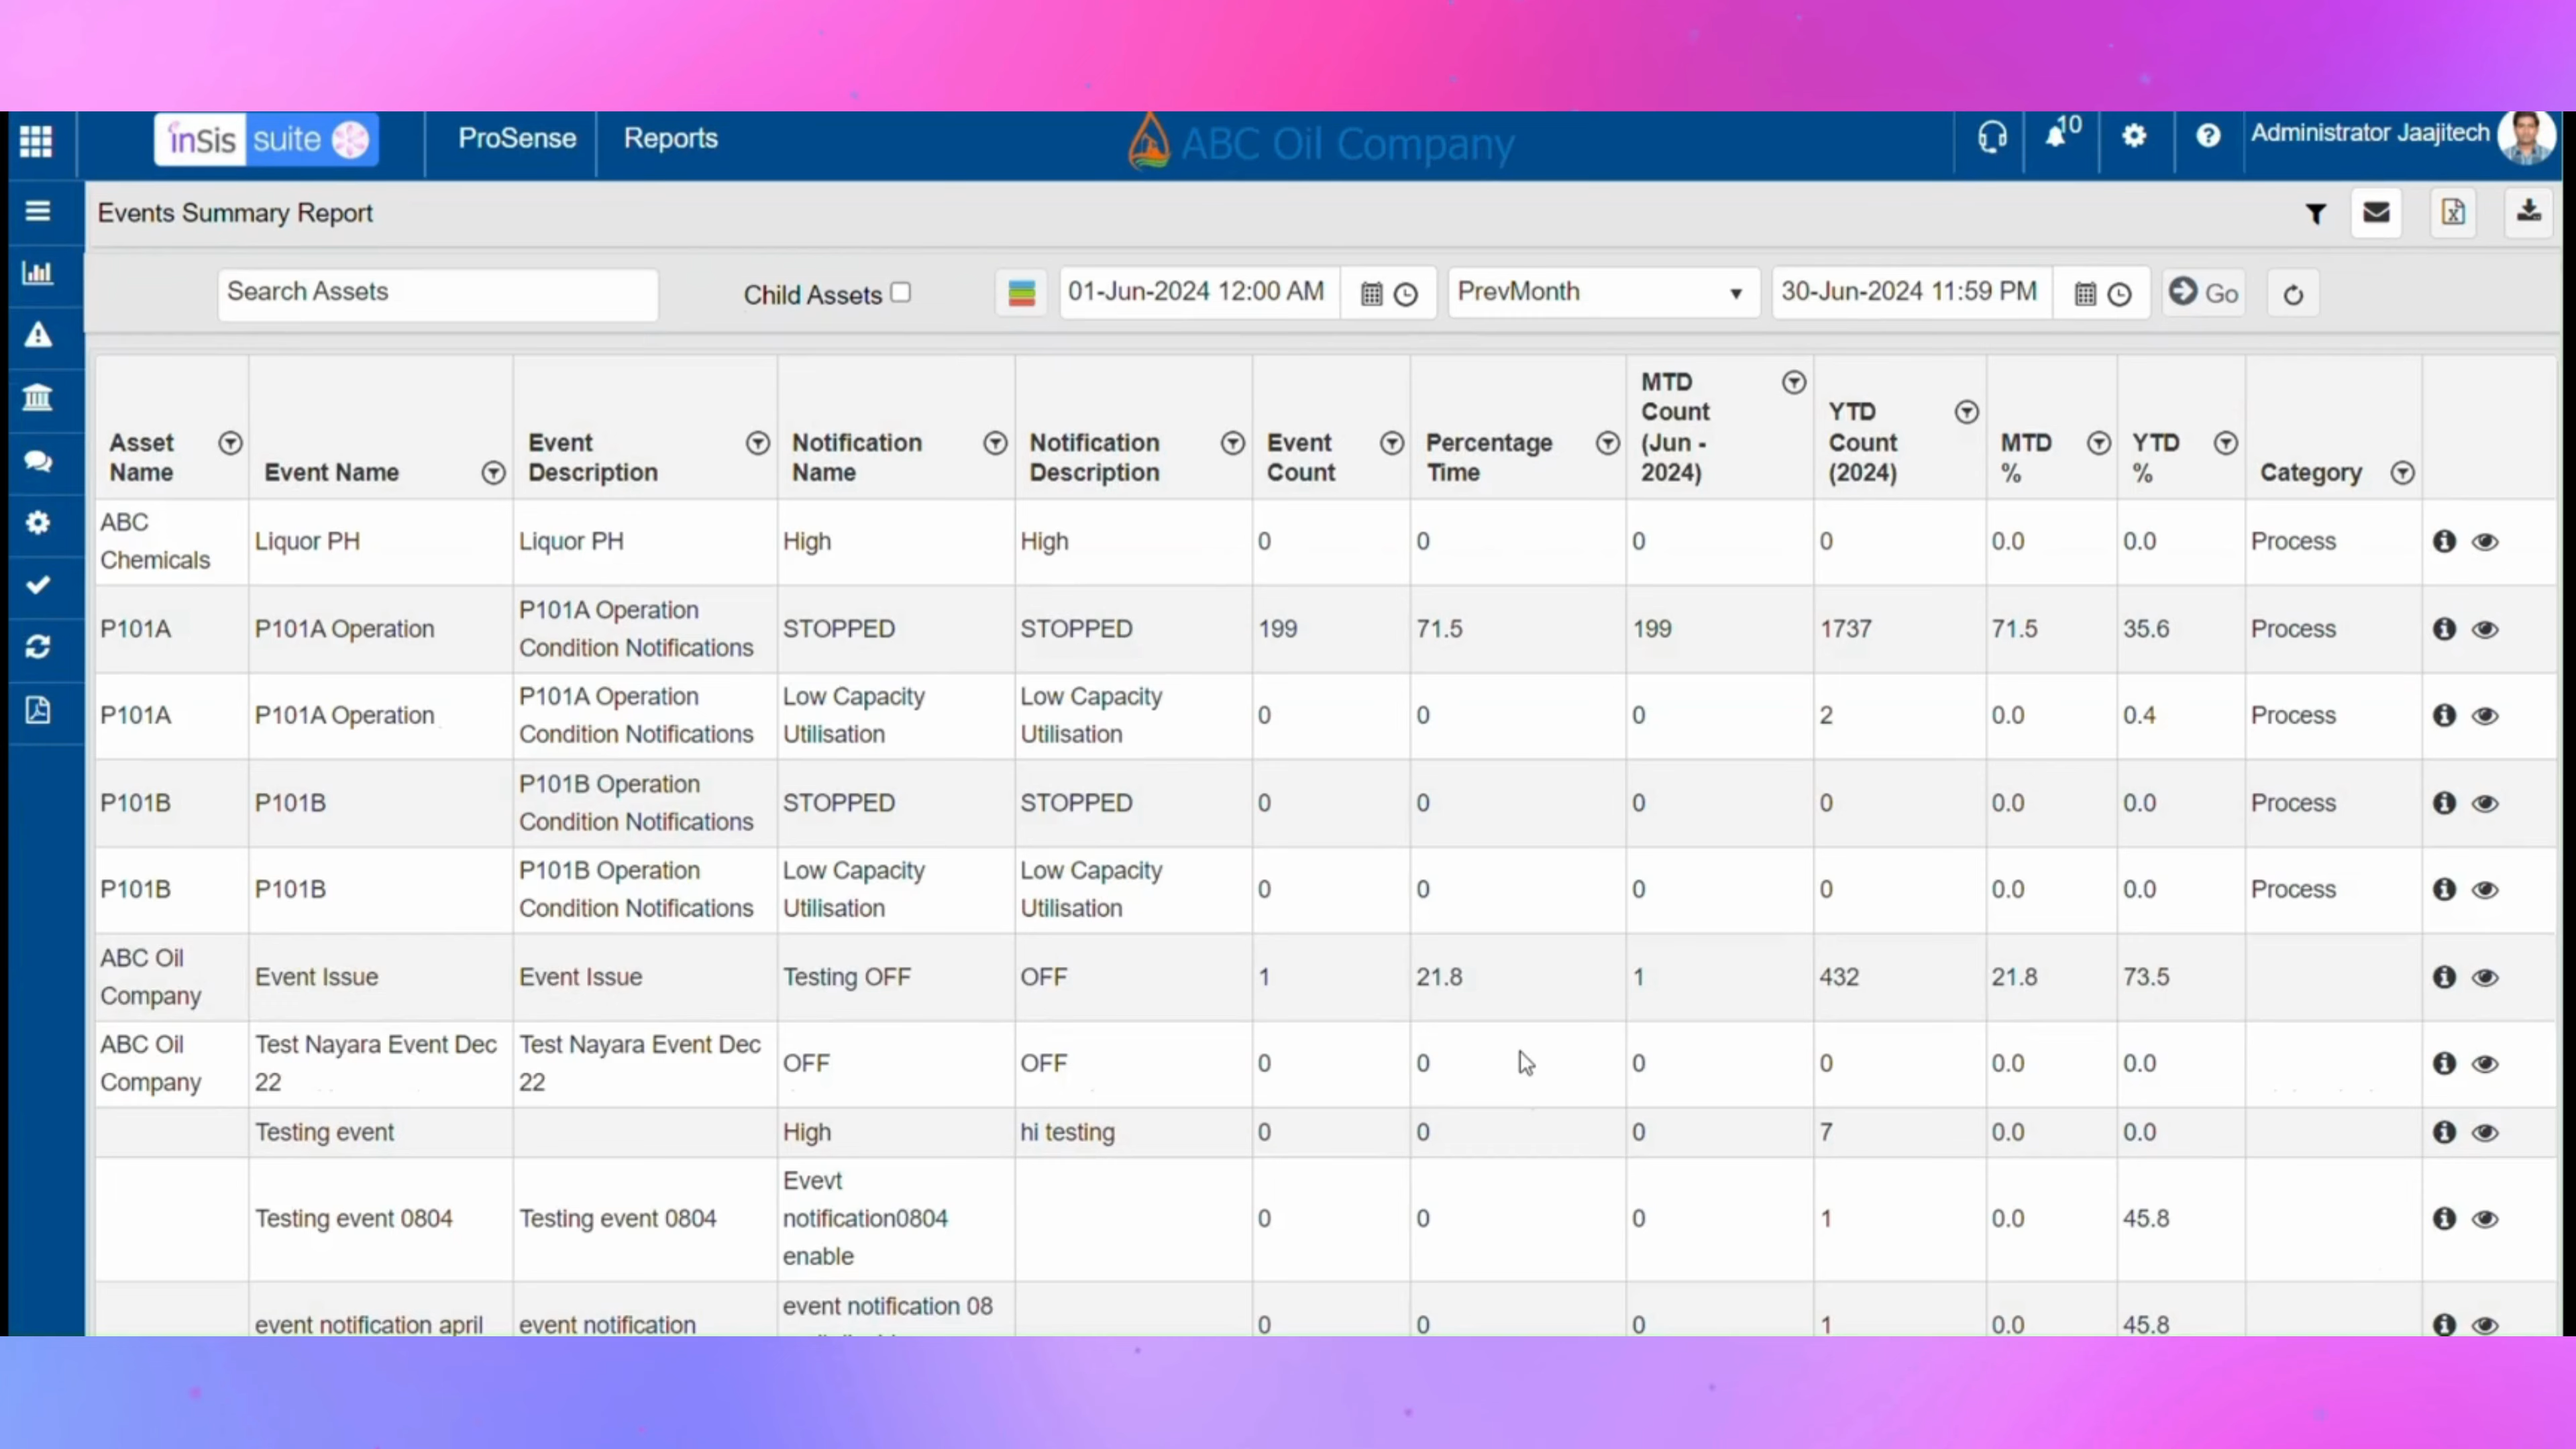 inSis suite
ProSense
Reports
ABC Oil Company
10
Administrator Jaajitech
Events Summary Report
Search Assets
Child Assets
01-Jun-2024 12:00 AM
PrevMonth
30-Jun-2024 11:59 PM
Go
Asset Name
Event Name
Event Description
Notification Name
Notification Description
Event Count
Percentage Time
MTD Count (Jun - 2024)
YTD Count (2024)
MTD %
YTD %
Category
ABC Chemicals Liquor PH Liquor PH High High 0 0 0 0 0.0 0.0 Process
P101A P101A Operation P101A Operation Condition Notifications STOPPED STOPPED 199 71.5 199 1737 71.5 35.6 Process
P101A P101A Operation P101A Operation Condition Notifications Low Capacity Utilisation Low Capacity Utilisation 0 0 0 2 0.0 0.4 Process
P101B P101B P101B Operation Condition Notifications STOPPED STOPPED 0 0 0 0 0.0 0.0 Process
P101B P101B P101B Operation Condition Notifications Low Capacity Utilisation Low Capacity Utilisation 0 0 0 0 0.0 0.0 Process
ABC Oil Company Event Issue Event Issue Testing OFF OFF 1 21.8 1 432 21.8 73.5
ABC Oil Company Test Nayara Event Dec 22 Test Nayara Event Dec 22 OFF OFF 0 0 0 0 0.0 0.0
Testing event High hi testing 0 0 0 7 0.0 0.0
Testing event 0804 Testing event 0804 Evevt notification0804 enable 0 0 0 1 0.0 45.8
event notification april event notification event notification 08 0 0 0 1 0.0 45.8